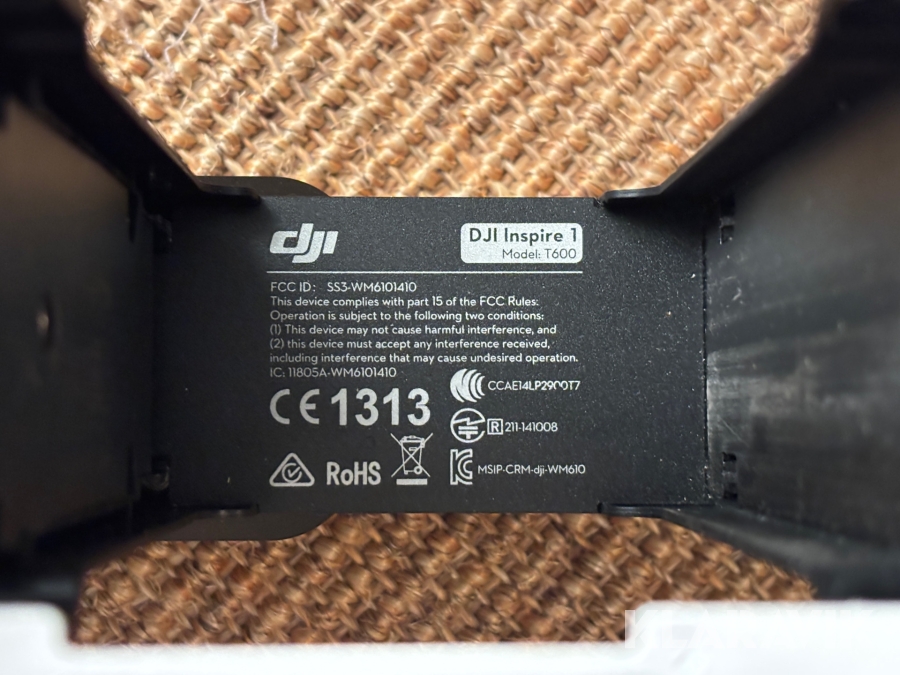 dji
DJI Inspire 1
Model: T600
FCC ID: SS3-WM6101410
This device complies with part 15 of the FCC Rules:
Operation is subject to the following two conditions:
(1) This device may not cause harmful interference, and
(2) this device must accept any interference received,
including interference that may cause undesired operation.
IC: 11805A-WM6101410
CCAE14LP2900T7
CE 1313
R 211-141008
RoHS
MSIP-CRM-dji-WM610